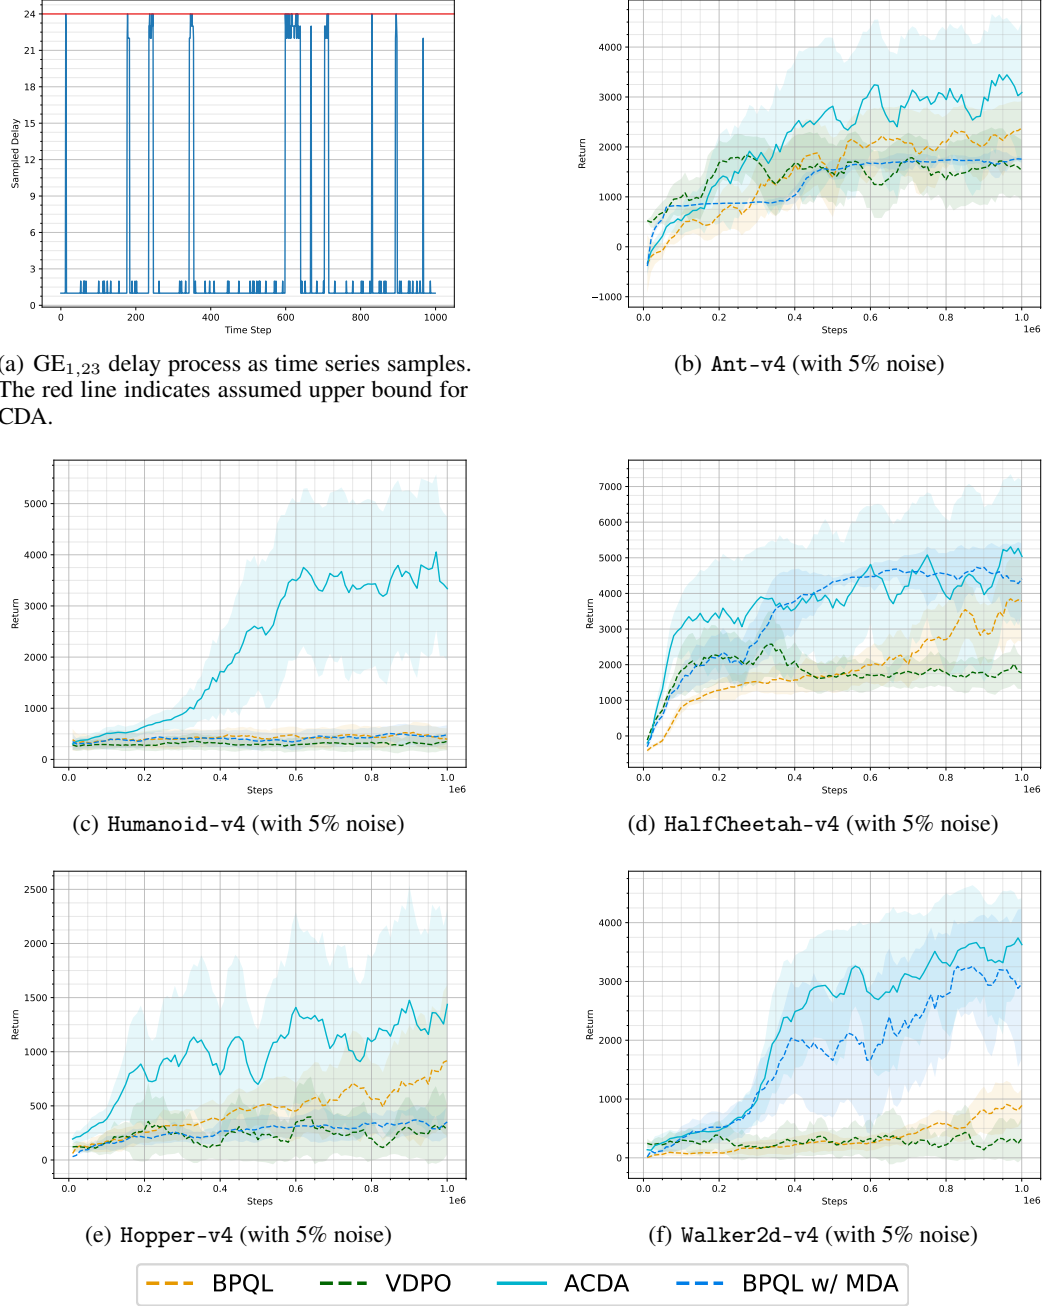 24
21
18
15
12
9
6
3
0
Sampled Delay
0
200
400
600
800
1000
Time Step
(a) GE1,23 delay process as time series samples.
The red line indicates assumed upper bound for
CDA.
4000
3000
2000
1000
0
−1000
Return
0.0
0.2
0.4
0.6
0.8
1.0
1e6
Steps
(b) Ant-v4 (with 5% noise)
5000
4000
3000
2000
1000
0
Return
0.0
0.2
0.4
0.6
0.8
1.0
1e6
Steps
(c) Humanoid-v4 (with 5% noise)
7000
6000
5000
4000
3000
2000
1000
0
Return
0.0
0.2
0.4
0.6
0.8
1.0
1e6
Steps
(d) HalfCheetah-v4 (with 5% noise)
2500
2000
1500
1000
500
0
Return
0.0
0.2
0.4
0.6
0.8
1.0
1e6
Steps
(e) Hopper-v4 (with 5% noise)
4000
3000
2000
1000
0
Return
0.0
0.2
0.4
0.6
0.8
1.0
1e6
Steps
(f) Walker2d-v4 (with 5% noise)
BPQL VDPO ACDA BPQL w/ MDA